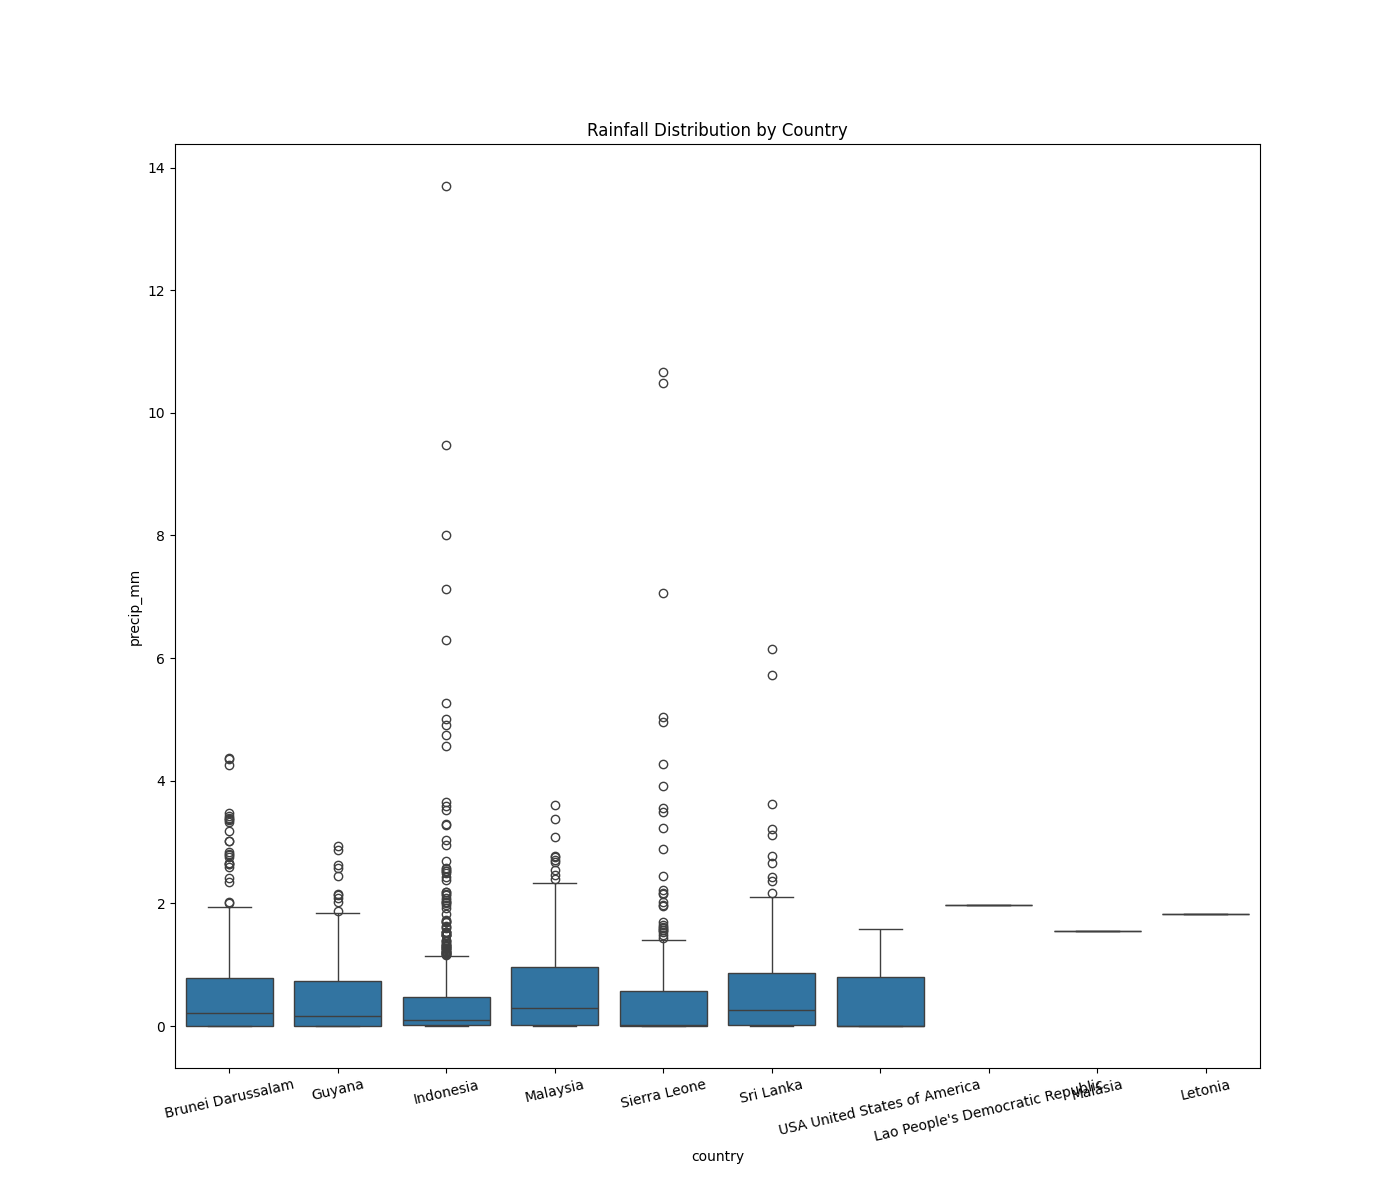 Rainfall Distribution by Country
14
12
10
8
6
4
2
0
precip_mm
Brunei Darussalam
Guyana
Indonesia
Malaysia
Sierra Leone
Sri Lanka
USA United States of America
Lao People's Democratic Republic
Malásia
Letonia
country